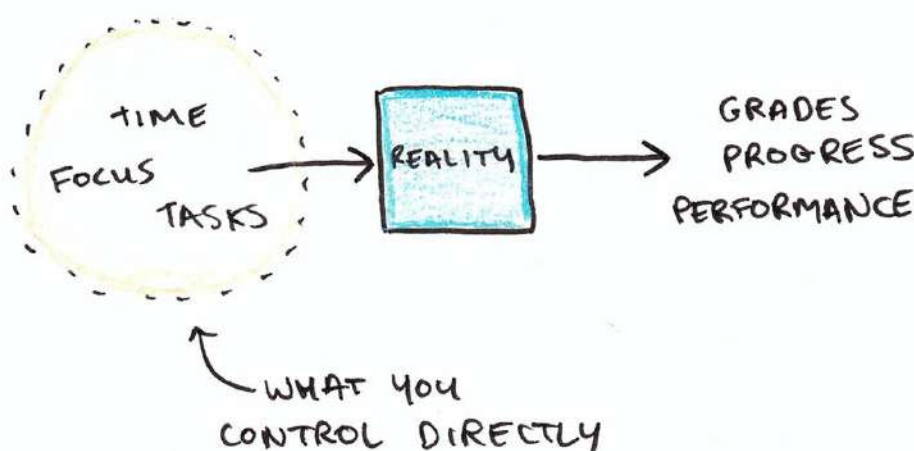 TIME
FOCUS
TASKS
REALITY
GRADES
PROGRESS
PERFORMANCE
WHAT YOU
CONTROL DIRECTLY